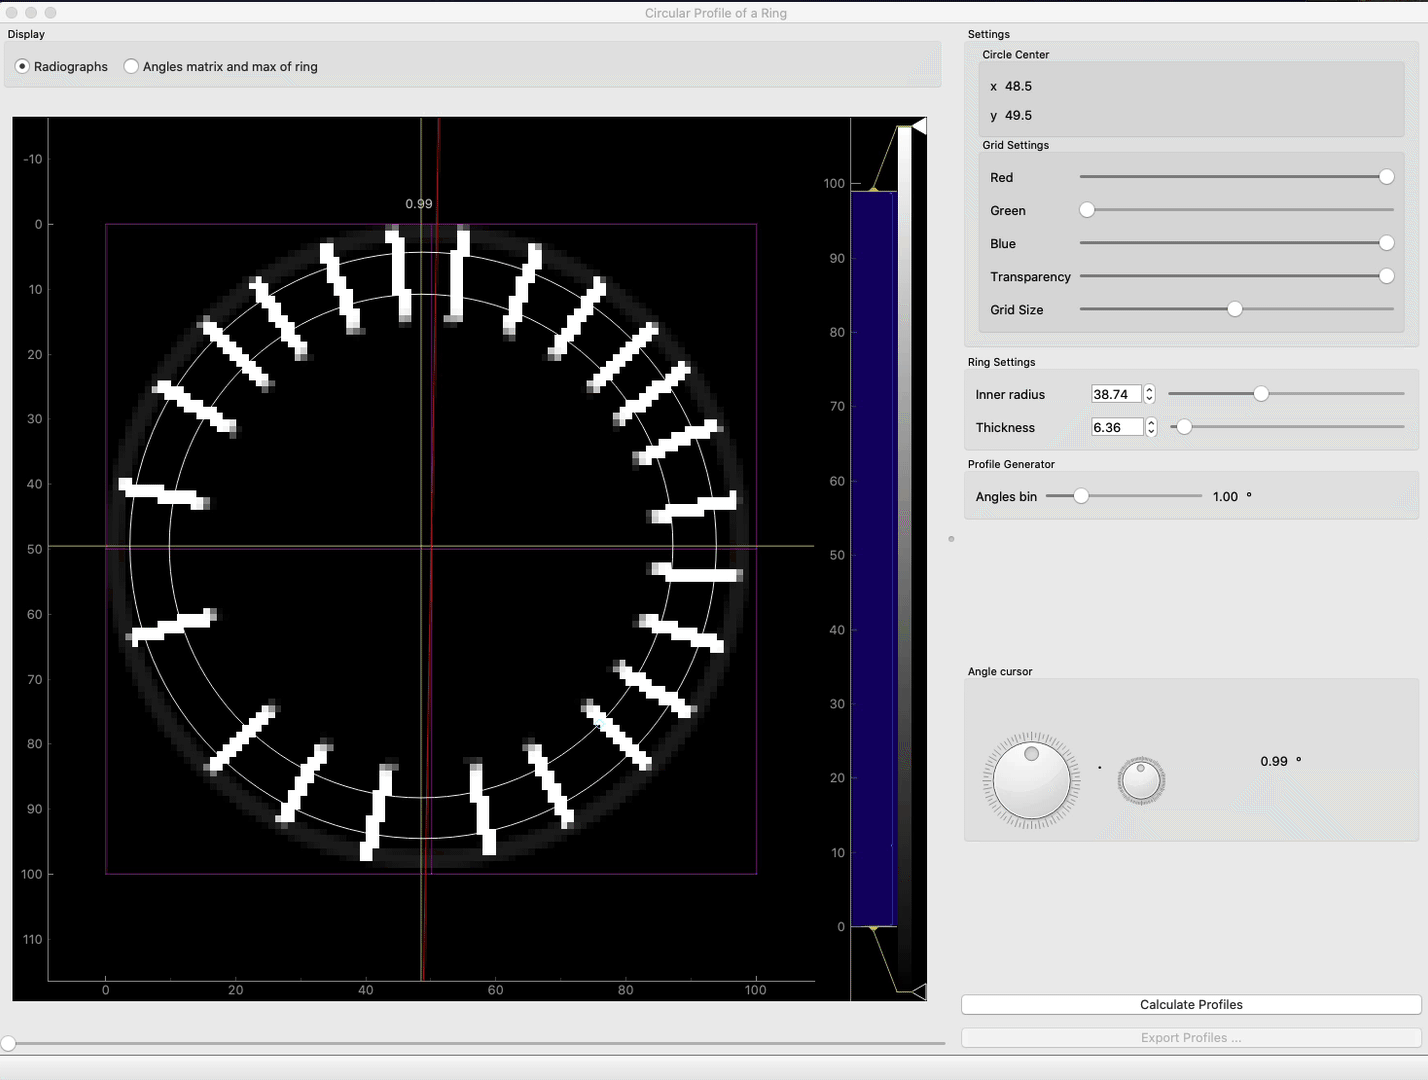 Circular Profile of a Ring
Display
Radiographs
Angles matrix and max of ring
0.99
-10
0
10
20
30
40
50
60
70
80
90
100
110
0
20
40
60
80
100
100
90
80
70
60
50
40
30
20
10
0
Settings
Circle Center
x 48.5
y 49.5
Grid Settings
Red
Green
Blue
Transparency
Grid Size
Ring Settings
Inner radius 38.74
Thickness 6.36
Profile Generator
Angles bin 1.00 °
Angle cursor
. 0.99 °
Calculate Profiles
Export Profiles ...